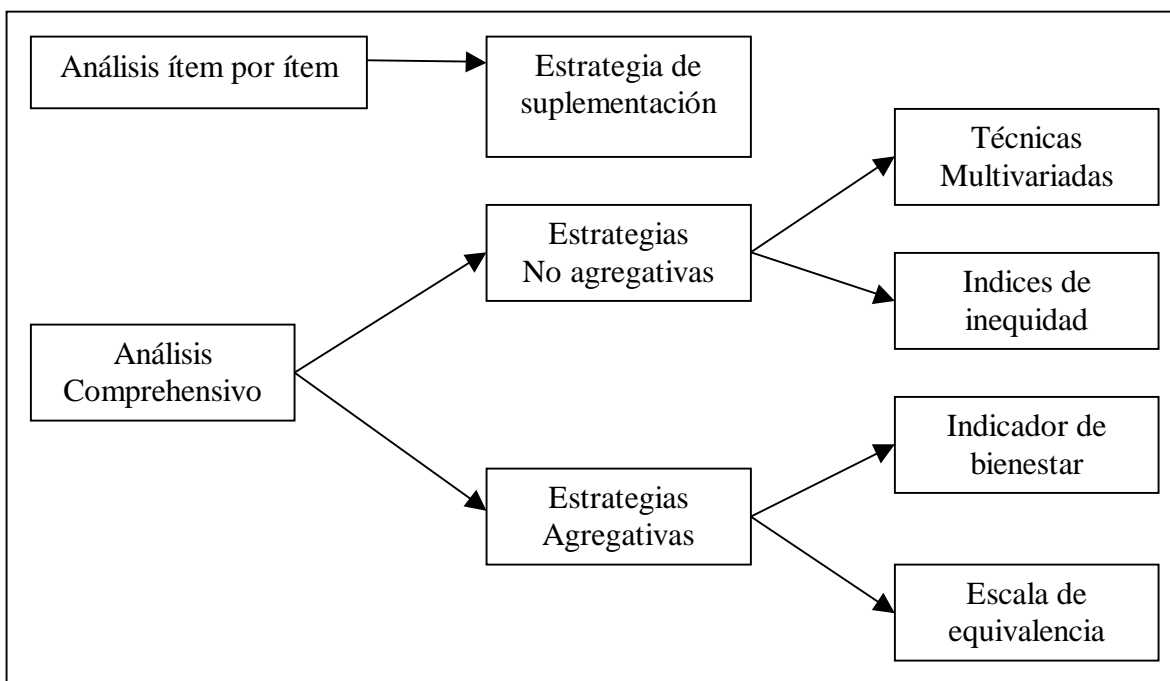 Análisis ítem por ítem
Estrategia de
suplementación
Técnicas
Multivariadas
Estrategias
No agregativas
Indices de
inequidad
Análisis
Comprehensivo
Indicador de
bienestar
Estrategias
Agregativas
Escala de
equivalencia